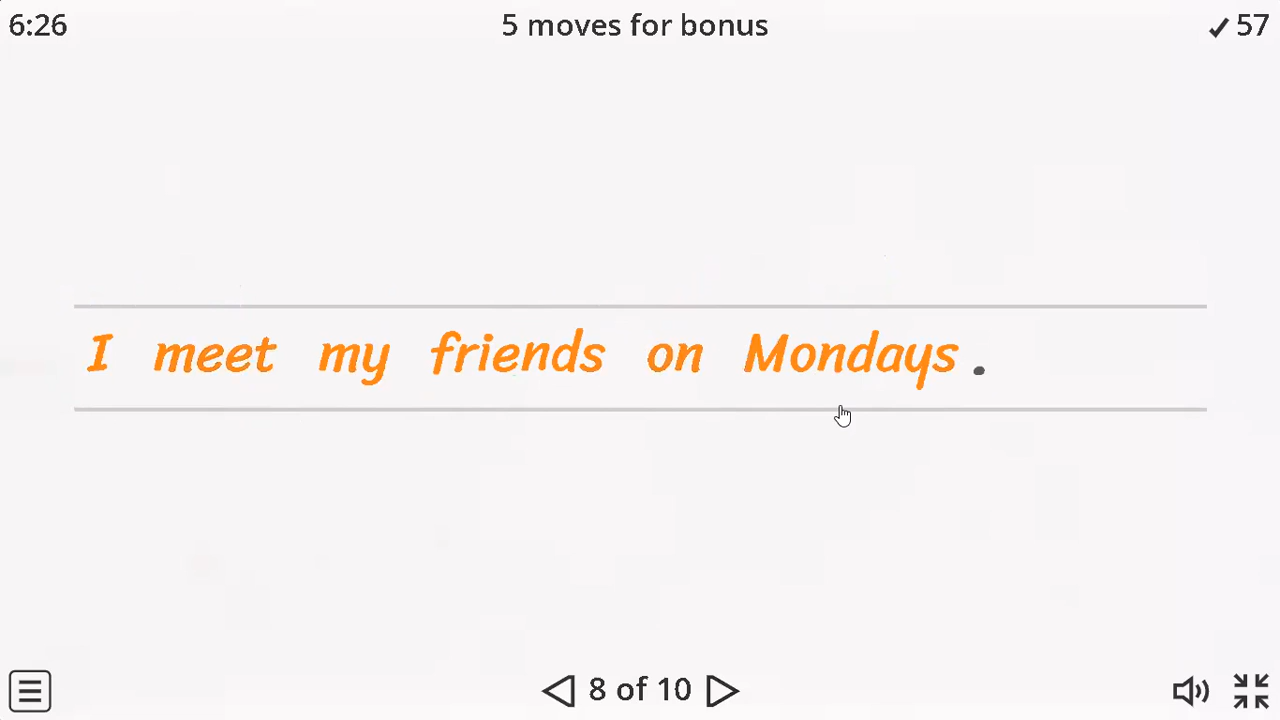 6:26 5 moves for bonus ✓ 57
I meet my friends on Mondays .
8 of 10